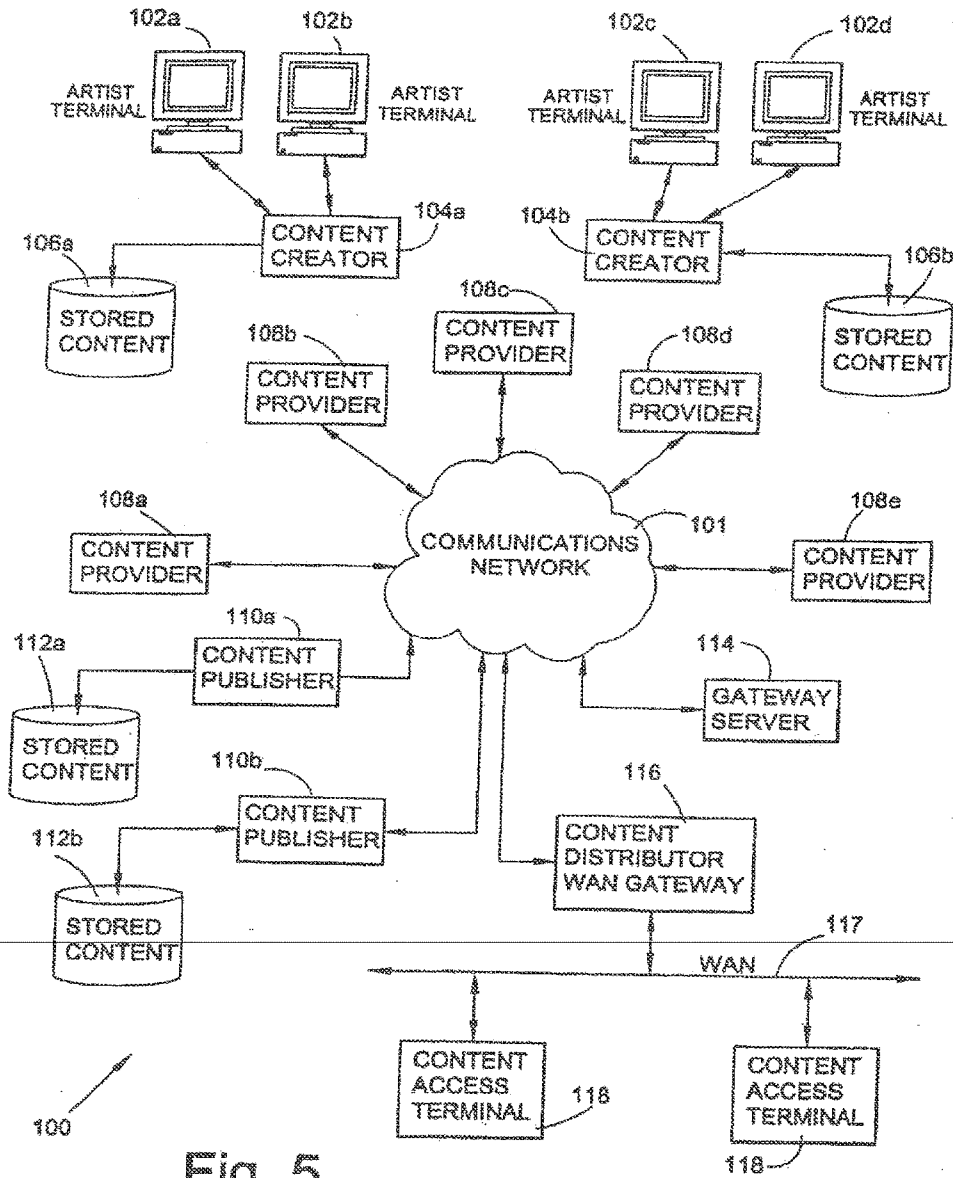 102a
102b
102c
102d
ARTIST
TERMINAL
ARTIST
TERMINAL
ARTIST
TERMINAL
ARTIST
TERMINAL
104a
CONTENT
CREATOR
104b
CONTENT
CREATOR
106a
STORED
CONTENT
106b
STORED
CONTENT
108b
CONTENT
PROVIDER
108c
CONTENT
PROVIDER
108d
CONTENT
PROVIDER
108a
CONTENT
PROVIDER
101
COMMUNICATIONS
NETWORK
108e
CONTENT
PROVIDER
110a
CONTENT
PUBLISHER
112a
STORED
CONTENT
114
GATEWAY
SERVER
110b
CONTENT
PUBLISHER
112b
STORED
CONTENT
116
CONTENT
DISTRIBUTOR
WAN GATEWAY
117
WAN
CONTENT
ACCESS
TERMINAL
118
CONTENT
ACCESS
TERMINAL
118
100
Fig. 5